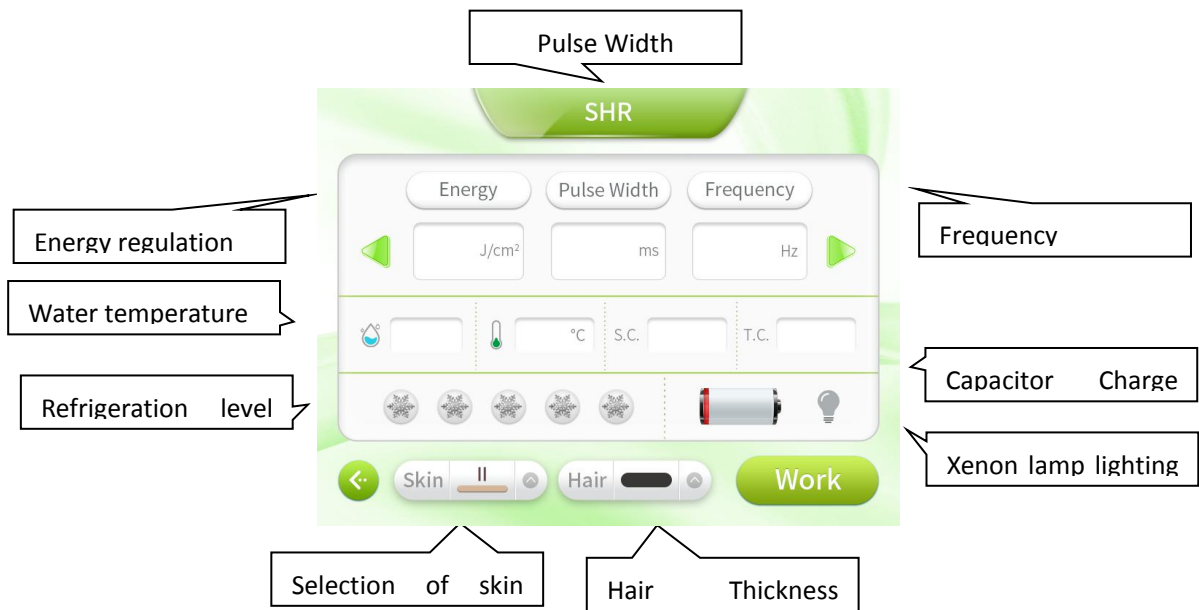 Pulse Width
SHR
Energy Pulse Width Frequency
Energy regulation
Frequency
J/cm² ms Hz
Water temperature
°C S.C. T.C.
Capacitor Charge
Refrigeration level
Xenon lamp lighting
Skin II Hair Work
Selection of skin
Hair Thickness